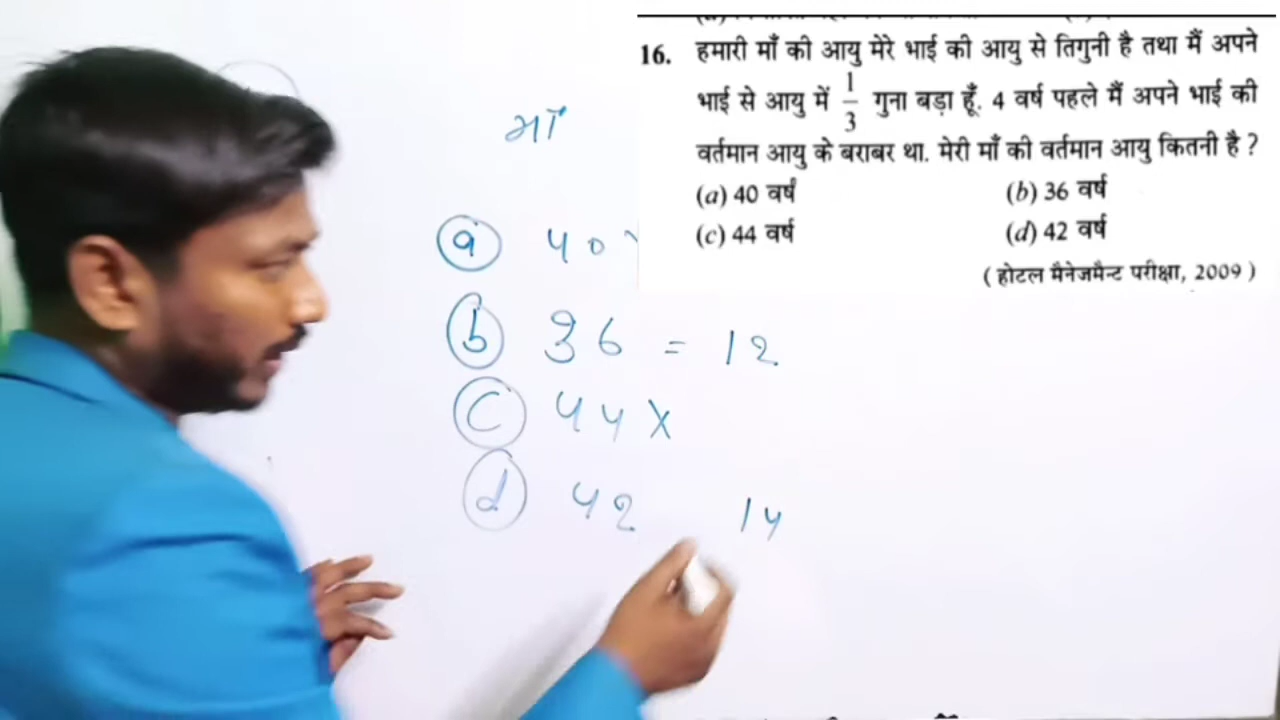 16. हमारी माँ की आयु मेरे भाई की आयु से तिगुनी है तथा मैं अपने
भाई से आयु में 1/3 गुना बड़ा हूँ. 4 वर्ष पहले मैं अपने भाई की
वर्तमान आयु के बराबर था. मेरी माँ की वर्तमान आयु कितनी है ?
(a) 40 वर्ष (b) 36 वर्ष
(c) 44 वर्ष (d) 42 वर्ष
( होटल मैनेजमैन्ट परीक्षा, 2009 )
माँ
a 40
b 36 = 12
C 44 X
d 42 14